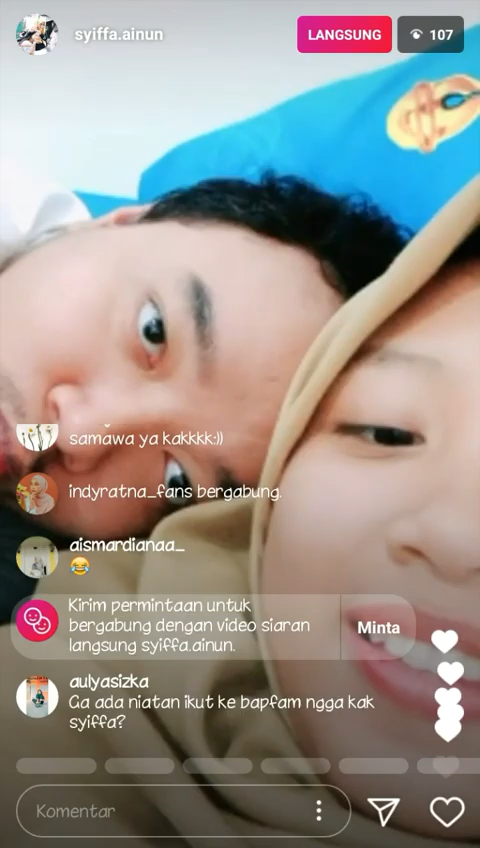 syiffa.ainun
LANGSUNG
107
samawa ya kakkkk:))
indyratna_fans bergabung.
aismardianaa_
😂
Kirim permintaan untuk
bergabung dengan video siaran
langsung syiffa.ainun.
Minta
aulyasizka
Ga ada niatan ikut ke bapfam ngga kak
syiffa?
Komentar